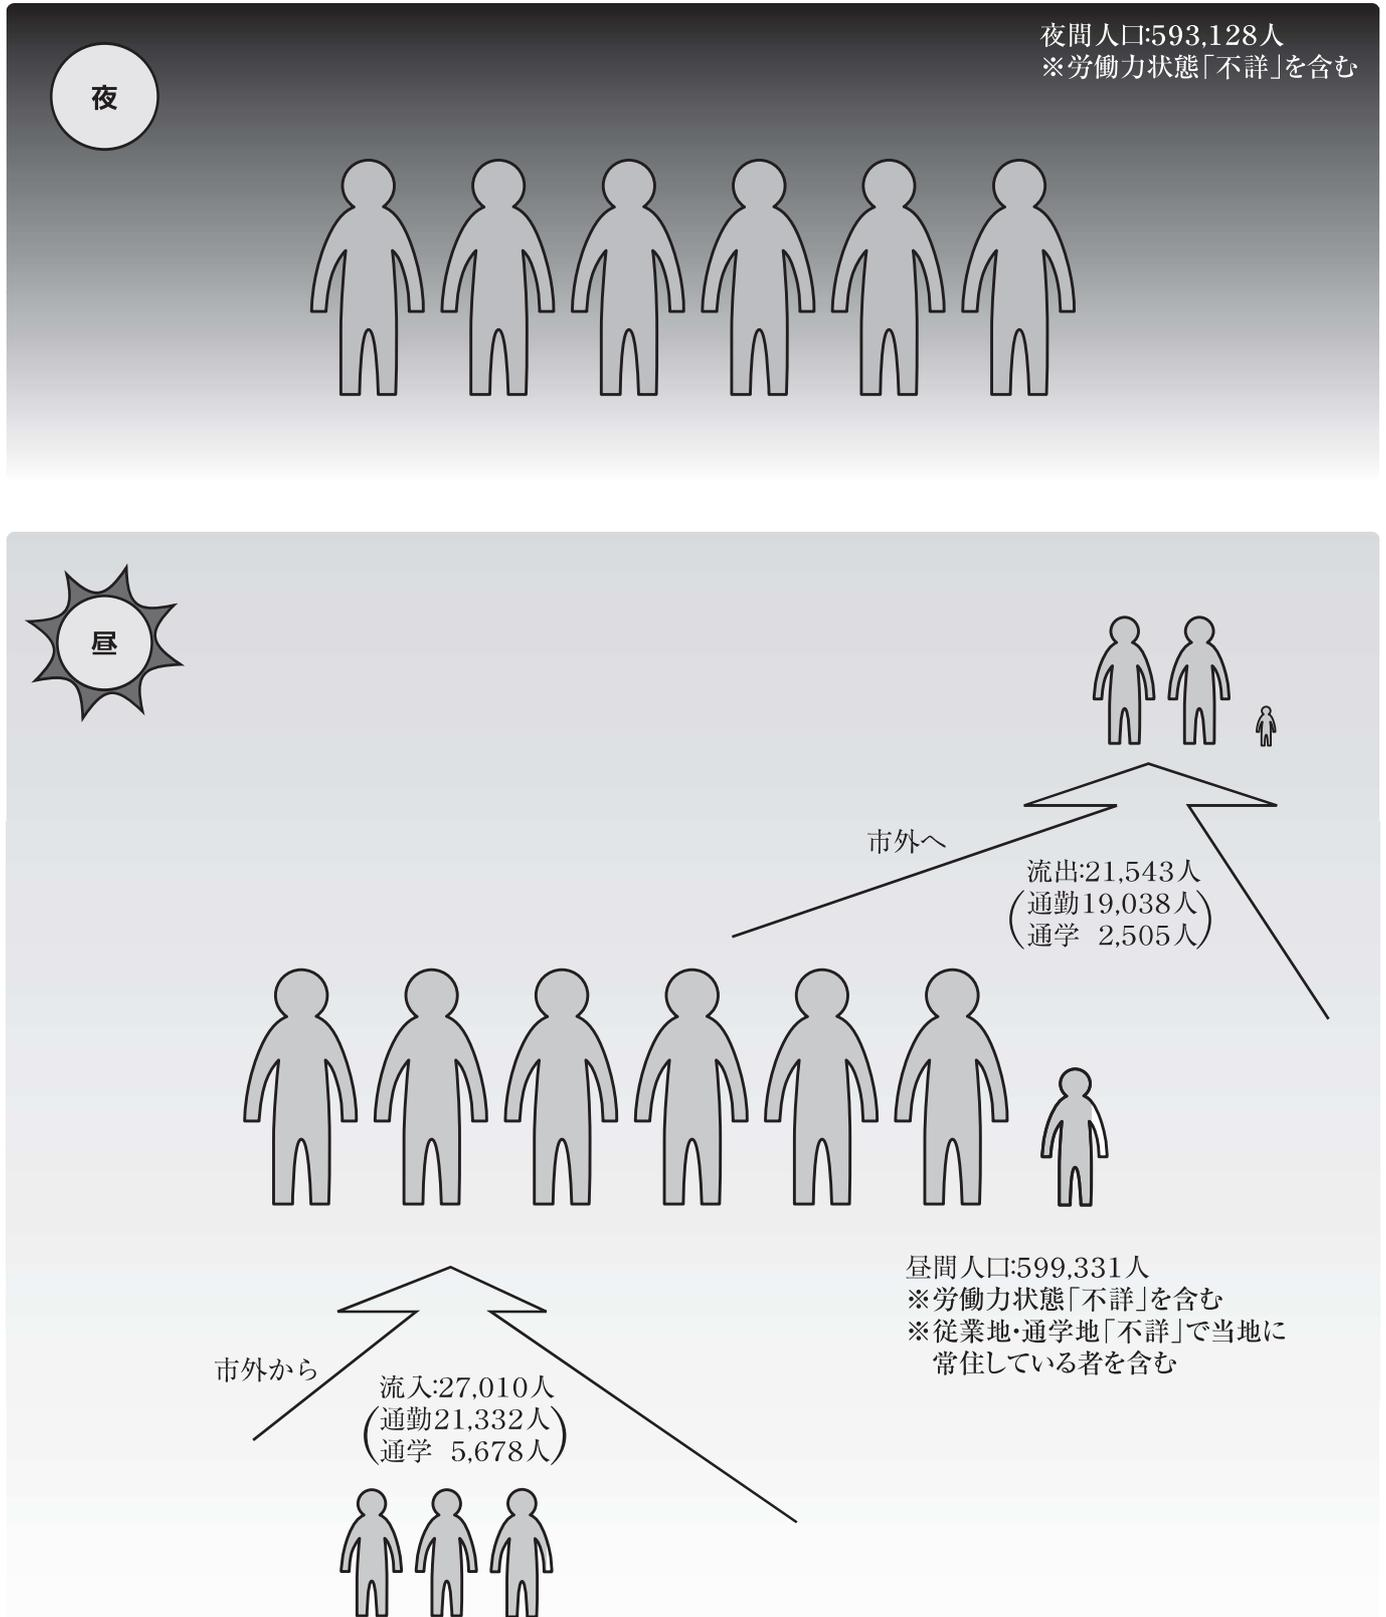 夜間人口:593,128人
※労働力状態「不詳」を含む
夜
昼
市外へ
流出:21,543人
(通勤19,038人
通学 2,505人)
昼間人口:599,331人
※労働力状態「不詳」を含む
※従業地・通学地「不詳」で当地に
常住している者を含む
市外から
流入:27,010人
(通勤21,332人
通学 5,678人)